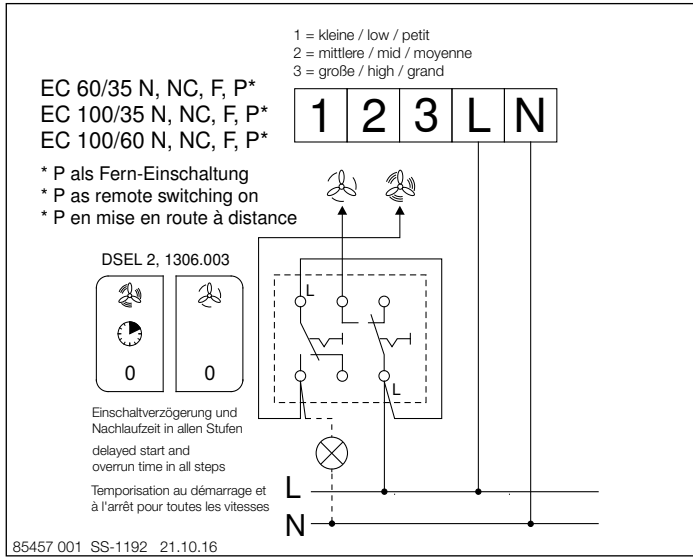 1 = kleine / low / petit
2 = mittlere / mid / moyenne
3 = große / high / grand
EC 60/35 N, NC, F, P*
EC 100/35 N, NC, F, P*
EC 100/60 N, NC, F, P*
1 2 3 L N
* P als Fern-Einschaltung
* P as remote switching on
* P en mise en route à distance
DSEL 2, 1306.003
L
0 0
L
Einschaltverzögerung und
Nachlaufzeit in allen Stufen
delayed start and
overrun time in all steps
Temporisation au démarrage et
à l'arrêt pour toutes les vitesses
L
N
85457 001 SS-1192 21.10.16